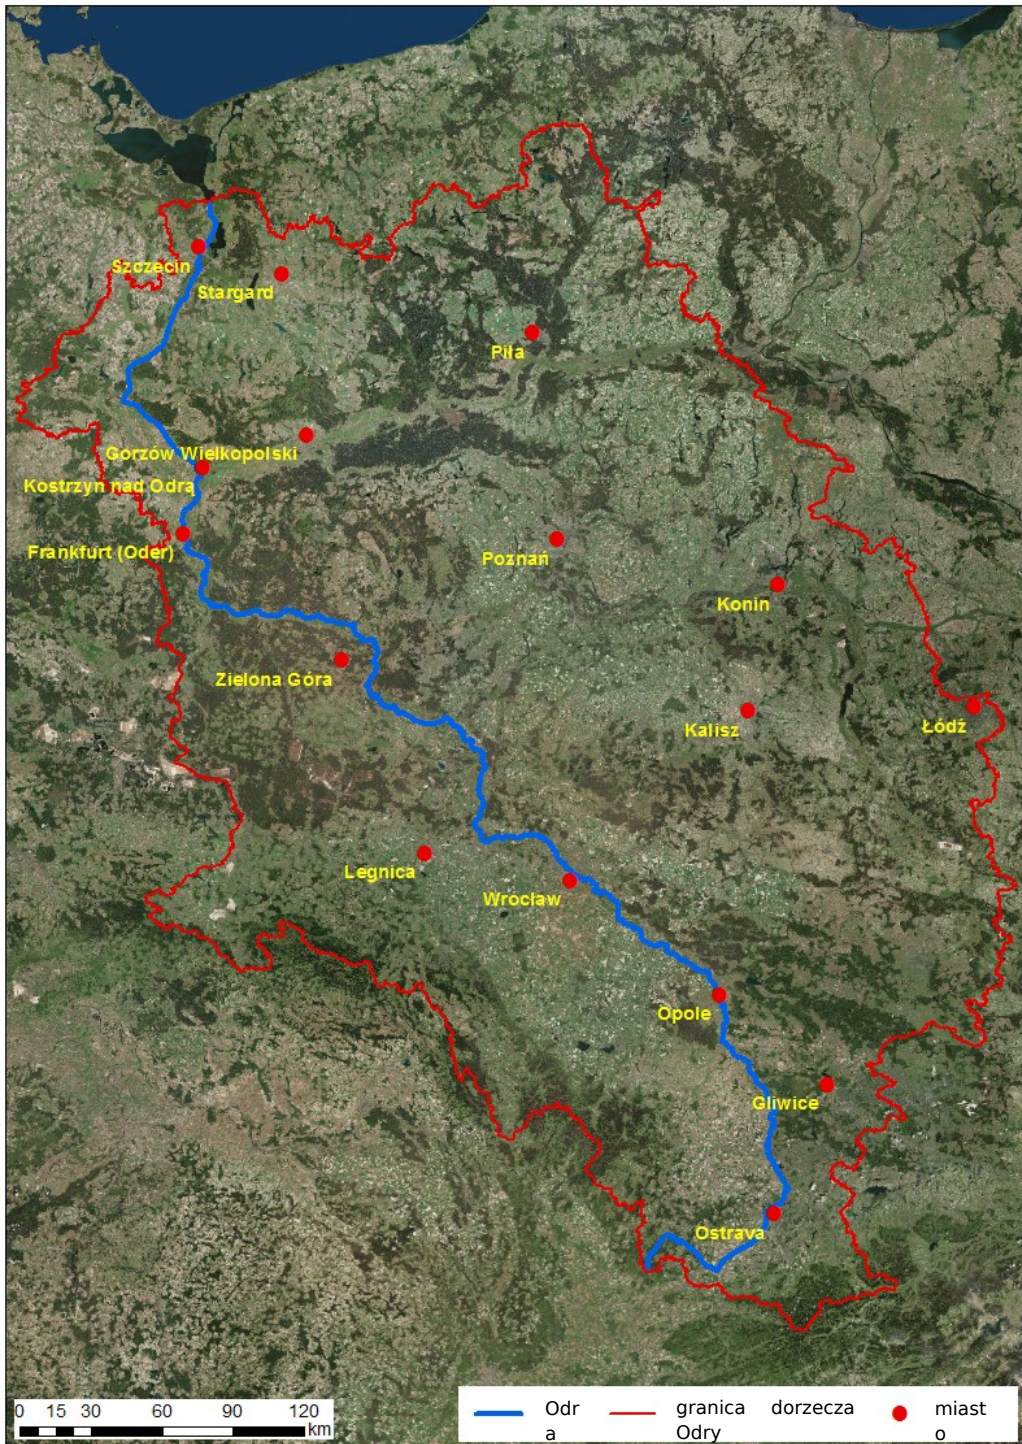 Szczecin
Stargard
Piła
Gorzów Wielkopolski
Kostrzyn nad Odrą
Frankfurt (Oder)
Poznań
Konin
Zielona Góra
Kalisz
Łódź
Legnica
Wrocław
Opole
Gliwice
Ostrava
0 15 30 60 90 120
km
Odr
a
granica dorzecza
Odry
miast
o